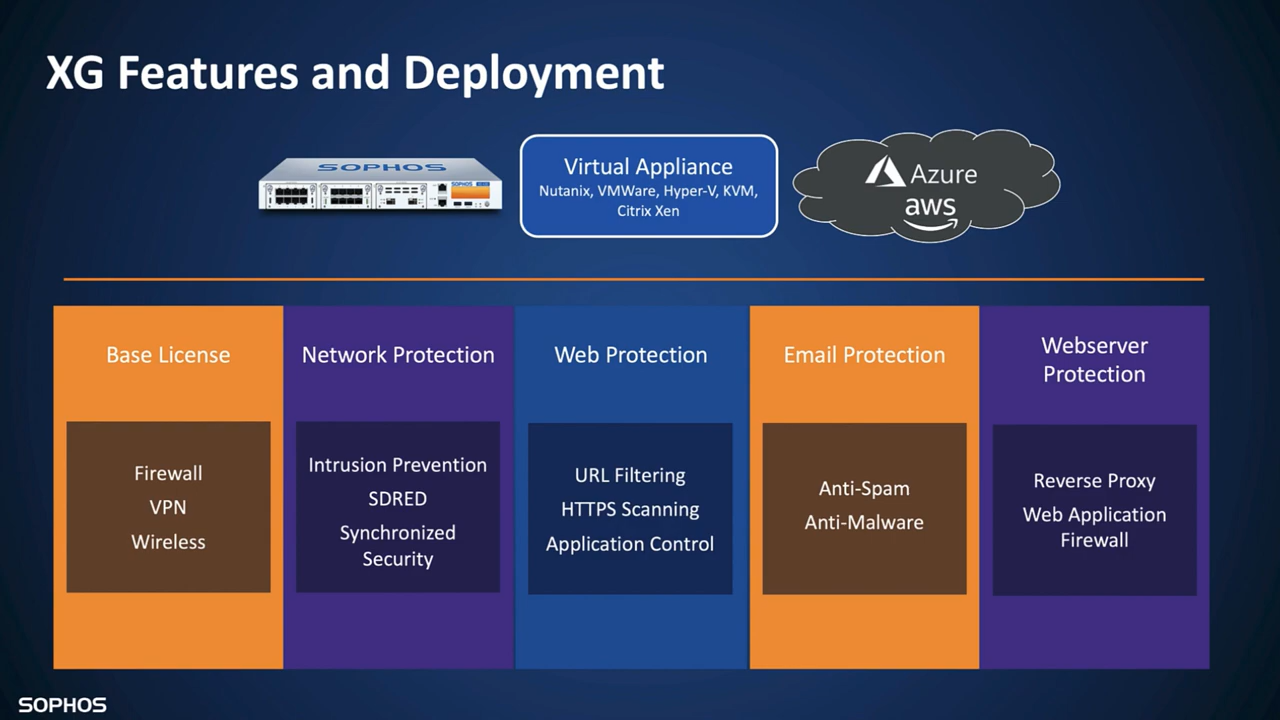 XG Features and Deployment
SOPHOS
SOPHOS
Virtual Appliance
Nutanix, VMWare, Hyper-V, KVM,
Citrix Xen
Azure
aws
Base License
Firewall
VPN
Wireless
Network Protection
Intrusion Prevention
SDRED
Synchronized
Security
Web Protection
URL Filtering
HTTPS Scanning
Application Control
Email Protection
Anti-Spam
Anti-Malware
Webserver
Protection
Reverse Proxy
Web Application
Firewall
SOPHOS